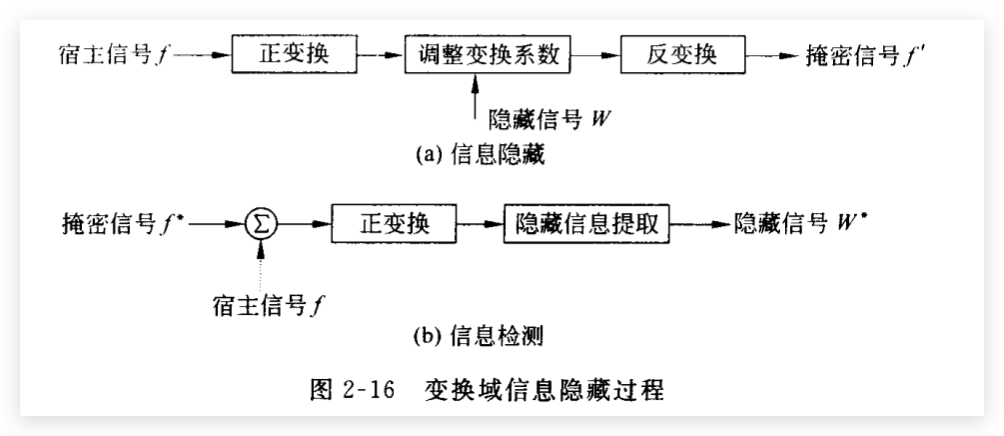 宿主信号 f 正变换 调整变换系数 反变换 掩密信号 f′
隐藏信号 W
(a) 信息隐藏
掩密信号 f* Σ 正变换 隐藏信息提取 隐藏信号 W*
宿主信号 f
(b) 信息检测
图 2-16 变换域信息隐藏过程